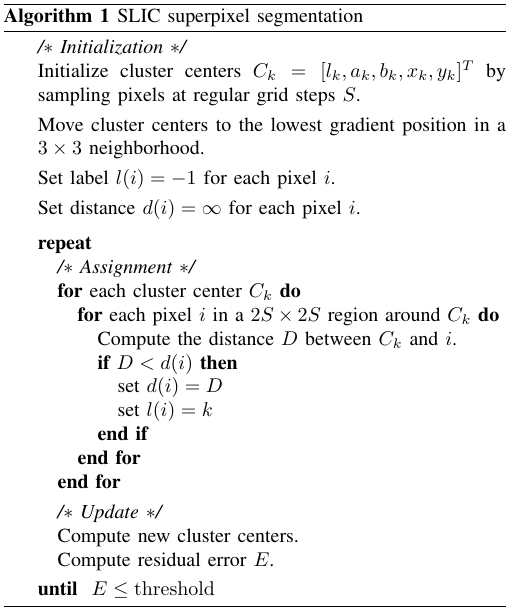 Algorithm 1 SLIC superpixel segmentation
/∗ Initialization ∗/
Initialize cluster centers C_k = [l_k, a_k, b_k, x_k, y_k]^T by
sampling pixels at regular grid steps S.
Move cluster centers to the lowest gradient position in a
3 × 3 neighborhood.
Set label l(i) = −1 for each pixel i.
Set distance d(i) = ∞ for each pixel i.
repeat
/∗ Assignment ∗/
for each cluster center C_k do
for each pixel i in a 2S × 2S region around C_k do
Compute the distance D between C_k and i.
if D < d(i) then
set d(i) = D
set l(i) = k
end if
end for
end for
/∗ Update ∗/
Compute new cluster centers.
Compute residual error E.
until E ≤ threshold